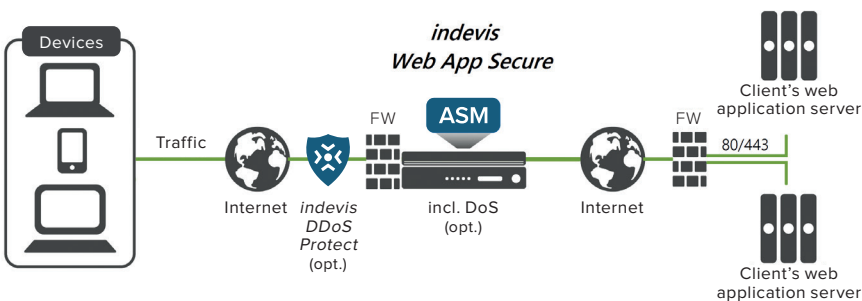 indevis
Web App Secure
Devices
Traffic
Internet
indevis
DDoS
Protect
(opt.)
FW
ASM
incl. DoS
(opt.)
Internet
FW
80/443
Client's web
application server
Client's web
application server